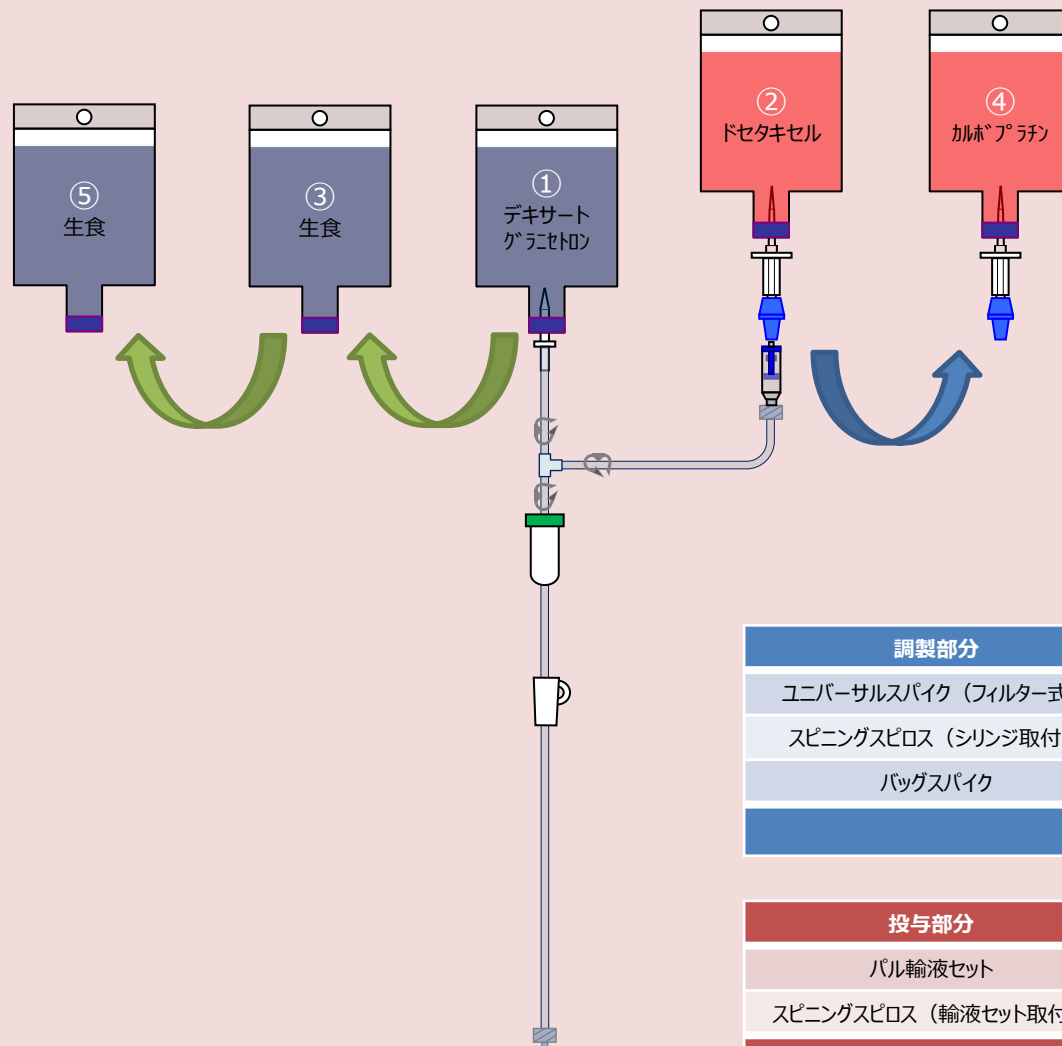 ②
ドセタキセル
④
ｶﾙﾎﾞﾌﾟﾗﾁﾝ
⑤
生食
③
生食
①
デキサート
ｸﾞﾗﾆｾﾄﾛﾝ
調製部分
ユニバーサルスパイク（フィルター式
スピニングスピロス（シリンジ取付
バッグスパイク
投与部分
パル輸液セット
スピニングスピロス（輸液セット取付